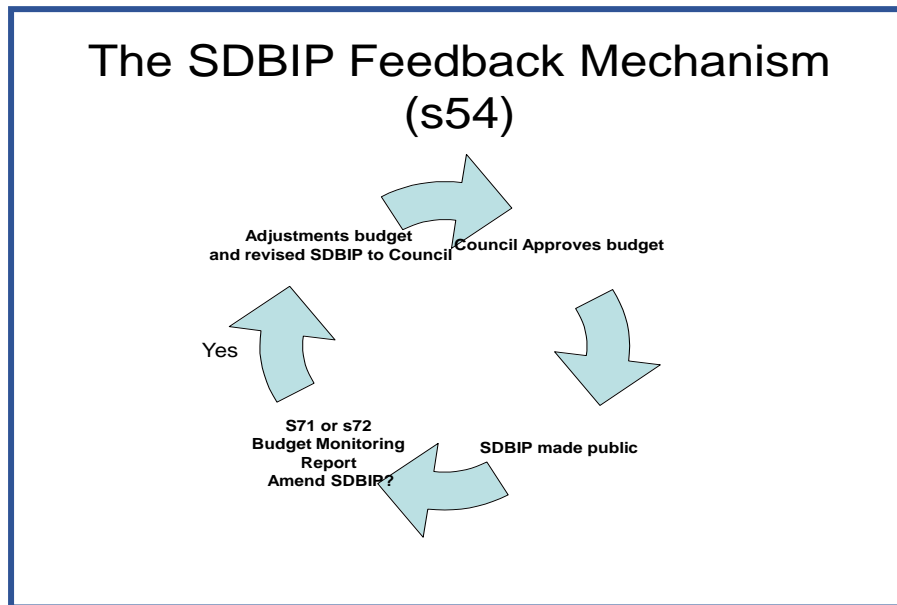 The SDBIP Feedback Mechanism
(s54)
Adjustments budget
and revised SDBIP to Council
Council Approves budget
Yes
S71 or s72
Budget Monitoring
Report
Amend SDBIP?
SDBIP made public